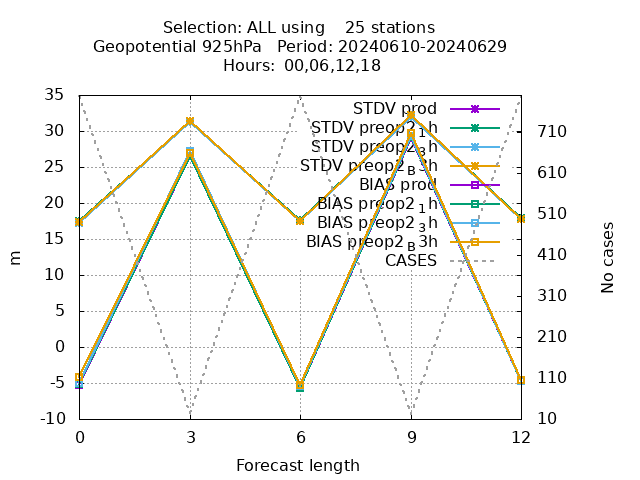 Selection: ALL using    25 stations
Geopotential 925hPa   Period: 20240610-20240629
Hours: 00,06,12,18
STDV prod
STDV preop2 1h
STDV preop2 3h
STDV preop2 B 3h
BIAS prod
BIAS preop2 1h
BIAS preop2 3h
BIAS preop2 B 3h
CASES
35
30
25
20
15
10
5
0
-5
-10
m
710
610
510
410
310
210
110
10
No cases
0 3 6 9 12
Forecast length